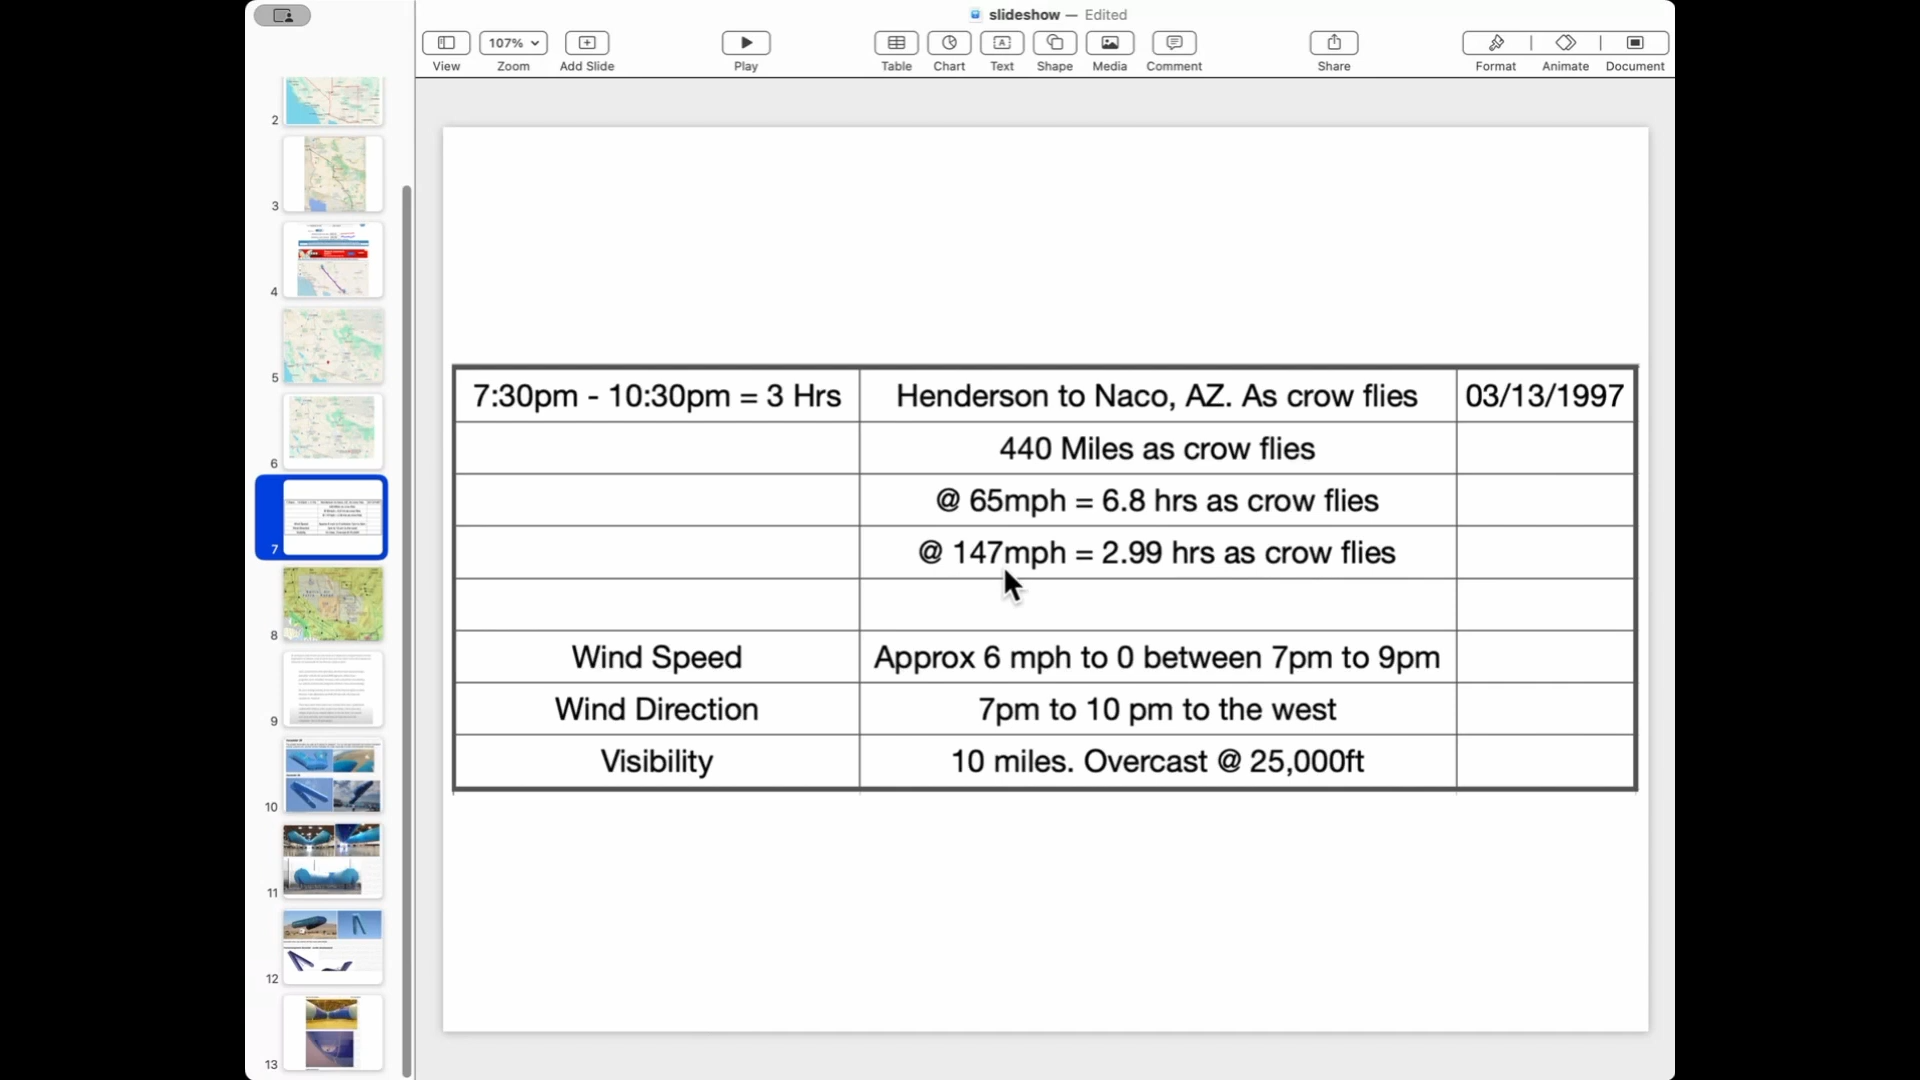 slideshow — Edited
107%
View Zoom Add Slide Play Table Chart Text Shape Media Comment Share Format Animate Document
2
3
4
5
6
7
8
9
10
11
12
13
7:30pm - 10:30pm = 3 Hrs Henderson to Naco, AZ. As crow flies 03/13/1997
440 Miles as crow flies
@ 65mph = 6.8 hrs as crow flies
@ 147mph = 2.99 hrs as crow flies
Wind Speed Approx 6 mph to 0 between 7pm to 9pm
Wind Direction 7pm to 10 pm to the west
Visibility 10 miles. Overcast @ 25,000ft